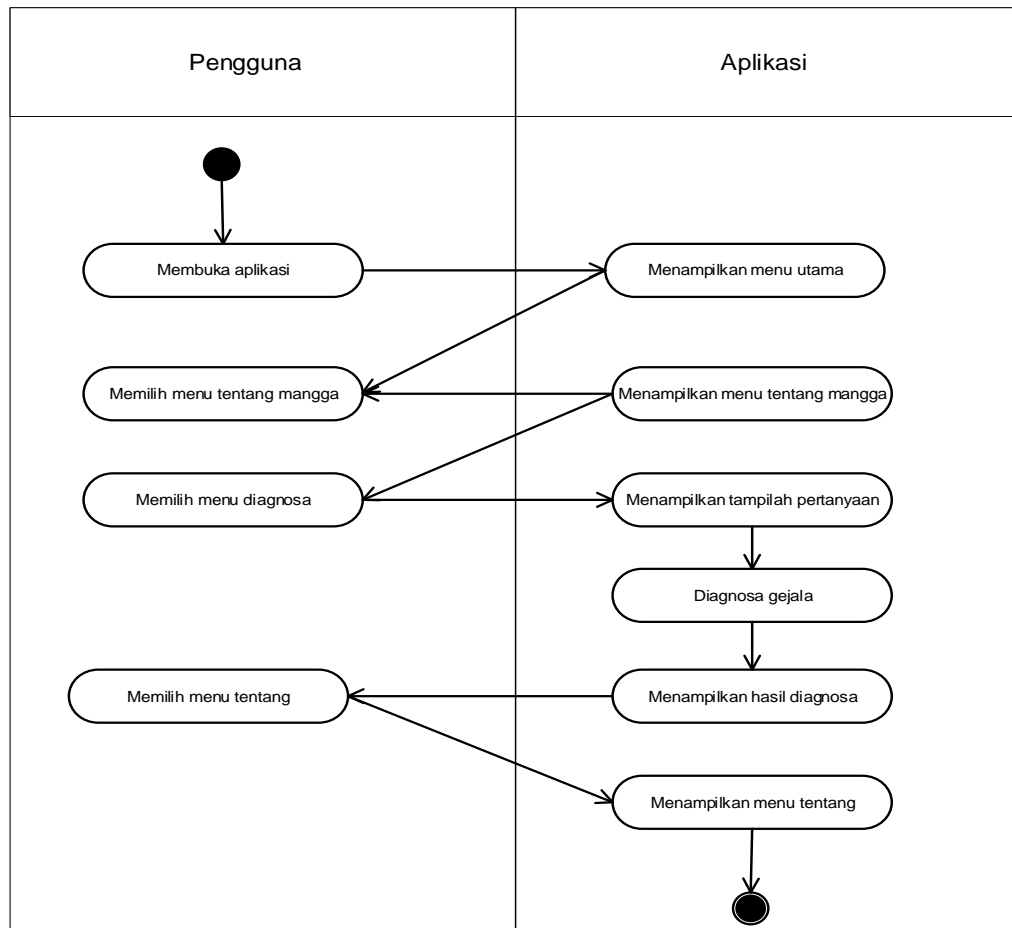 Pengguna
Aplikasi
Membuka aplikasi
Menampilkan menu utama
Memilih menu tentang mangga
Menampilkan menu tentang mangga
Memilih menu diagnosa
Menampilkan tampilah pertanyaan
Diagnosa gejala
Memilih menu tentang
Menampilkan hasil diagnosa
Menampilkan menu tentang